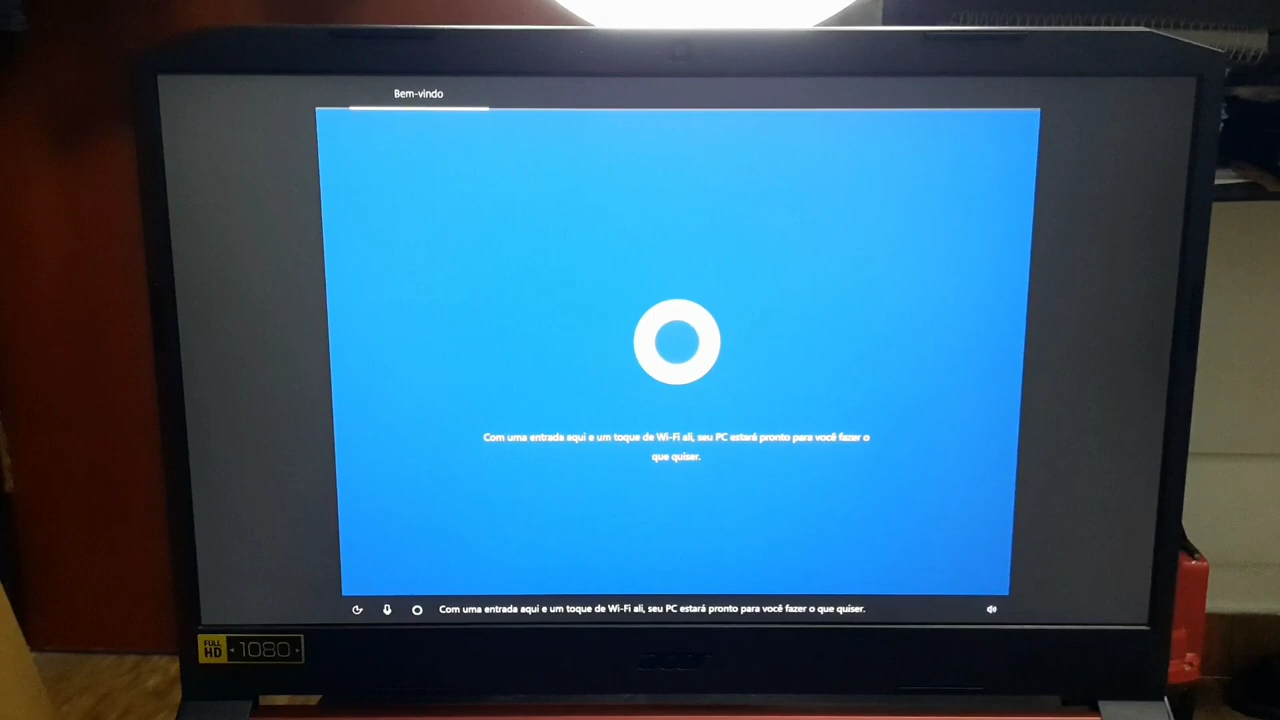 Bem-vindo
Com uma entrada aqui e um toque de Wi-Fi ali, seu PC estará pronto para você fazer o
que quiser.
Com uma entrada aqui e um toque de Wi-Fi ali, seu PC estará pronto para você fazer o que quiser.
FULL
HD
1080
acer